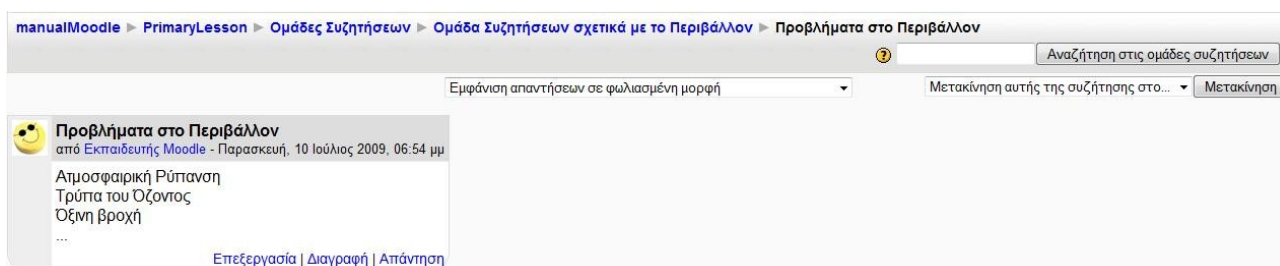 manualMoodle ► PrimaryLesson ► Ομάδες Συζητήσεων ► Ομάδα Συζητήσεων σχετικά με το Περιβάλλον ► Προβλήματα στο Περιβάλλον
? Αναζήτηση στις ομάδες συζητήσεων
Εμφάνιση απαντήσεων σε φωλιασμένη μορφή Μετακίνηση αυτής της συζήτησης στο... Μετακίνηση
Προβλήματα στο Περιβάλλον
από Εκπαιδευτής Moodle - Παρασκευή, 10 Ιούλιος 2009, 06:54 μμ
Ατμοσφαιρική Ρύπανση
Τρύπα του Όζοντος
Όξινη βροχή
...
Επεξεργασία | Διαγραφή | Απάντηση